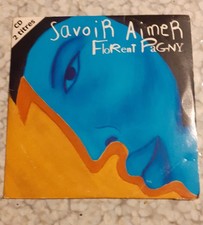 CD
2 titres
Savoir Aimer
Florent Pagny